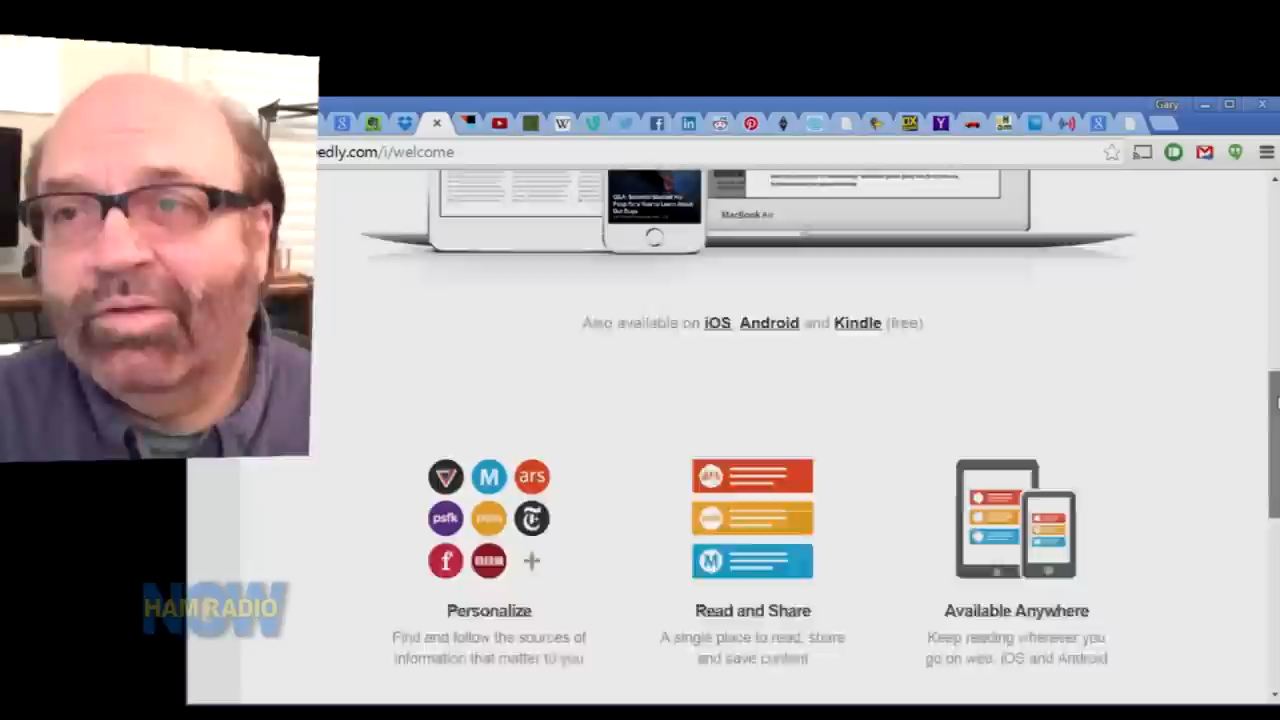 Gary
edly.com/i/welcome
MacBook Air
Also available on iOS Android and Kindle (free)
M ars
psfk
f BBC
ars
M
Personalize
Find and follow the sources of
information that matter to you
Read and Share
A single place to read, share
and save content
Available Anywhere
Keep reading wherever you
go on web, iOS and Android
HAM RADIO
NOW